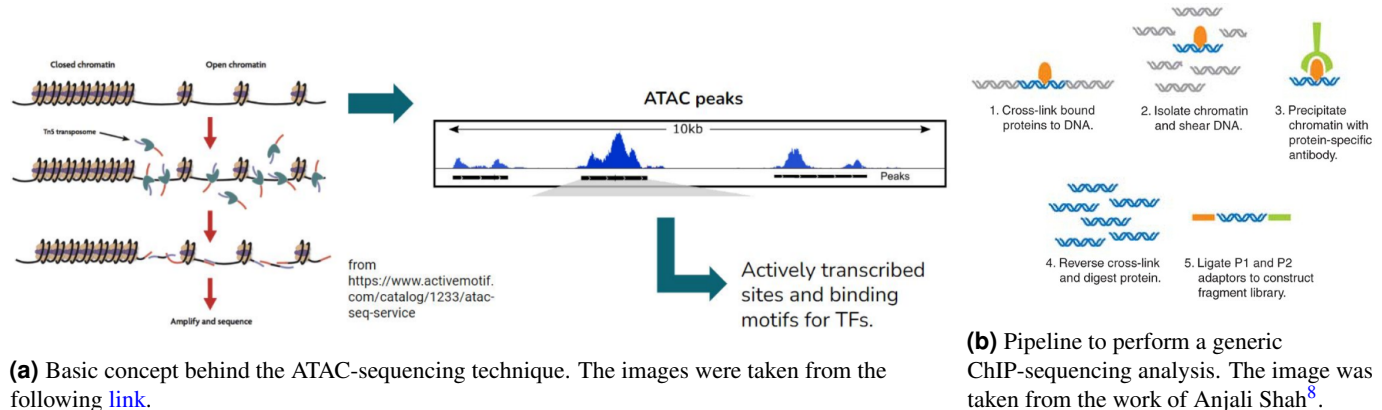 Closed chromatin
Open chromatin
Tn5 transposome
Amplify and sequence
from
https://www.activemotif.
com/catalog/1233/atac-
seq-service
ATAC peaks
10kb
Peaks
Actively transcribed
sites and binding
motifs for TFs.
(a) Basic concept behind the ATAC-sequencing technique. The images were taken from the
following link.
1. Cross-link bound
proteins to DNA.
2. Isolate chromatin
and shear DNA.
3. Precipitate
chromatin with
protein-specific
antibody.
4. Reverse cross-link
and digest protein.
5. Ligate P1 and P2
adaptors to construct
fragment library.
(b) Pipeline to perform a generic
ChIP-sequencing analysis. The image was
taken from the work of Anjali Shah8.